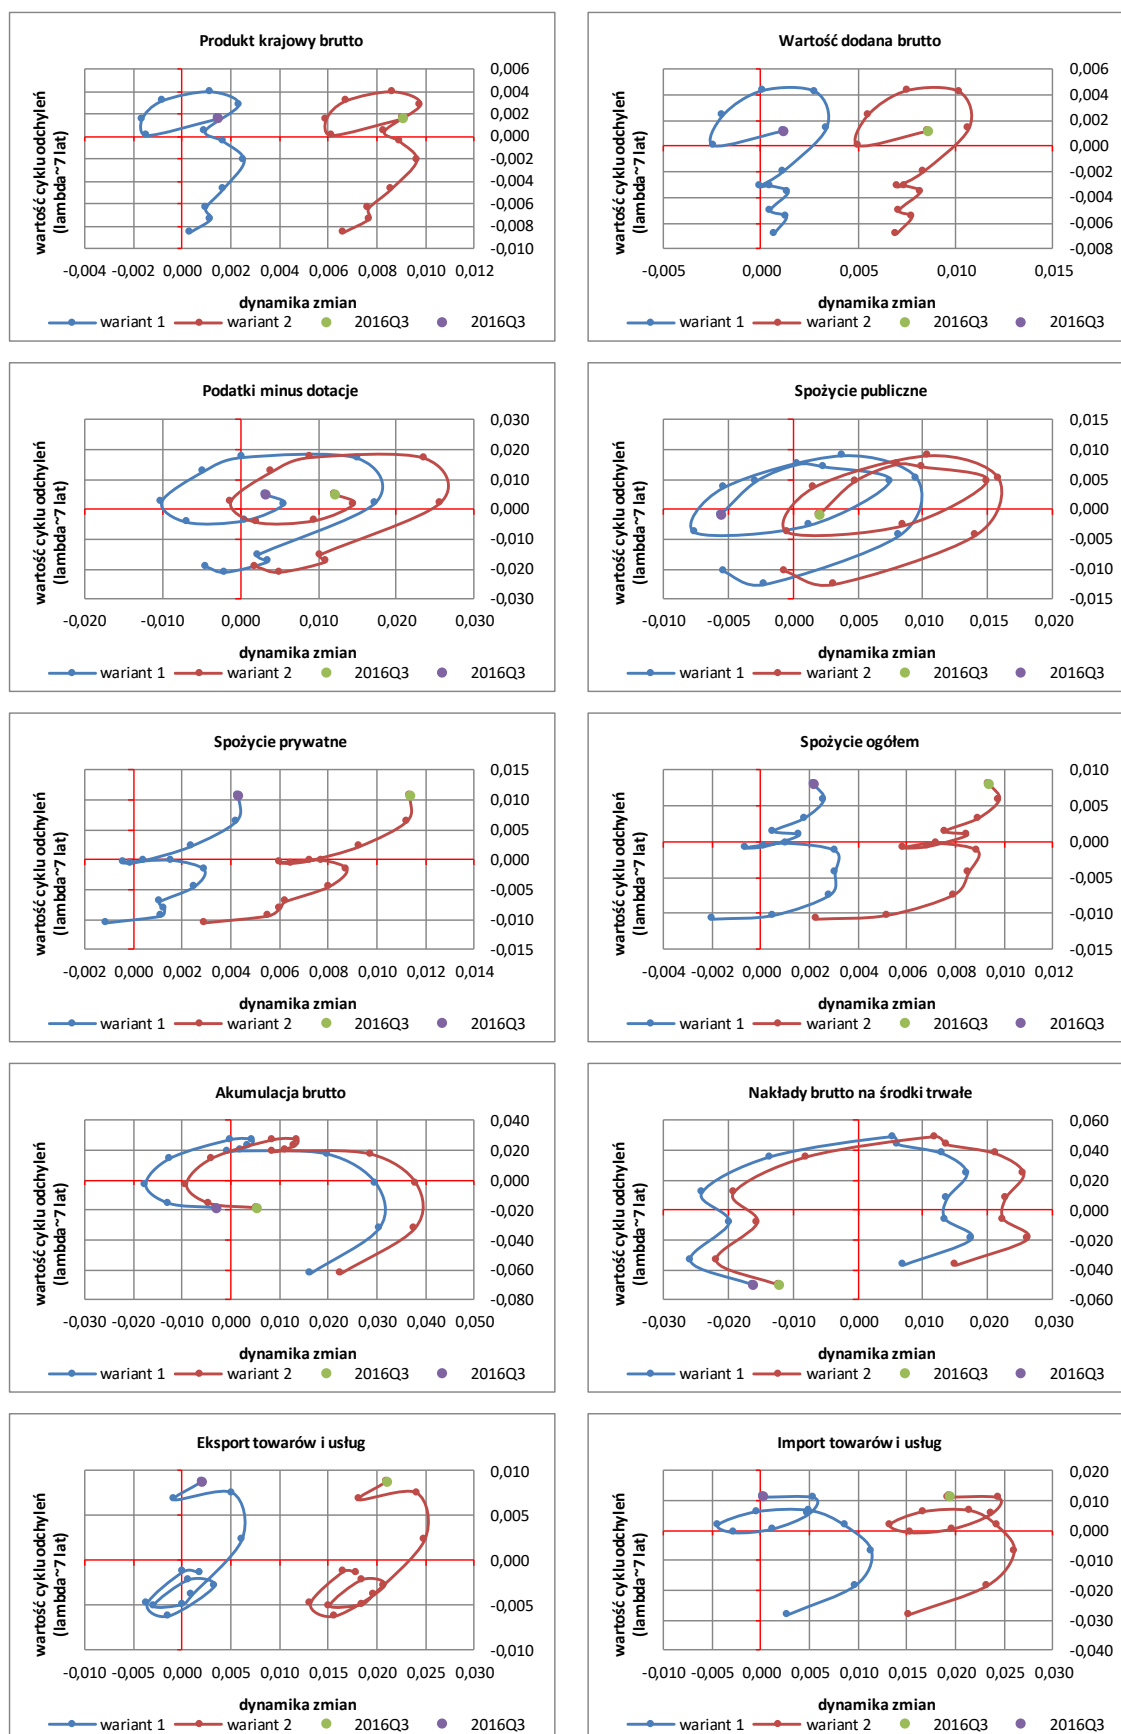 Produkt krajowy brutto
0,006
0,004
0,002
0,000
-0,002
-0,004
-0,006
-0,008
-0,010
wartość cyklu odchyleń
(lambda~7 lat)
-0,004 -0,002 0,000 0,002 0,004 0,006 0,008 0,010 0,012
dynamika zmian
wariant 1 wariant 2 2016Q3 2016Q3
Wartość dodana brutto
0,006
0,004
0,002
0,000
-0,002
-0,004
-0,006
-0,008
wartość cyklu odchyleń
(lambda~7 lat)
-0,005 0,000 0,005 0,010 0,015
dynamika zmian
wariant 1 wariant 2 2016Q3 2016Q3
Podatki minus dotacje
0,030
0,020
0,010
0,000
-0,010
-0,020
-0,030
wartość cyklu odchyleń
(lambda~7 lat)
-0,020 -0,010 0,000 0,010 0,020 0,030
dynamika zmian
wariant 1 wariant 2 2016Q3 2016Q3
Spożycie publiczne
0,015
0,010
0,005
0,000
-0,005
-0,010
-0,015
wartość cyklu odchyleń
(lambda~7 lat)
-0,010 -0,005 0,000 0,005 0,010 0,015 0,020
dynamika zmian
wariant 1 wariant 2 2016Q3 2016Q3
Spożycie prywatne
0,015
0,010
0,005
0,000
-0,005
-0,010
-0,015
wartość cyklu odchyleń
(lambda~7 lat)
-0,002 0,000 0,002 0,004 0,006 0,008 0,010 0,012 0,014
dynamika zmian
wariant 1 wariant 2 2016Q3 2016Q3
Spożycie ogółem
0,010
0,005
0,000
-0,005
-0,010
-0,015
wartość cyklu odchyleń
(lambda~7 lat)
-0,004 -0,002 0,000 0,002 0,004 0,006 0,008 0,010 0,012
dynamika zmian
wariant 1 wariant 2 2016Q3 2016Q3
Akumulacja brutto
0,040
0,020
0,000
-0,020
-0,040
-0,060
-0,080
wartość cyklu odchyleń
(lambda~7 lat)
-0,030 -0,020 -0,010 0,000 0,010 0,020 0,030 0,040 0,050
dynamika zmian
wariant 1 wariant 2 2016Q3 2016Q3
Nakłady brutto na środki trwałe
0,060
0,040
0,020
0,000
-0,020
-0,040
-0,060
wartość cyklu odchyleń
(lambda~7 lat)
-0,030 -0,020 -0,010 0,000 0,010 0,020 0,030
dynamika zmian
wariant 1 wariant 2 2016Q3 2016Q3
Eksport towarów i usług
0,010
0,005
0,000
-0,005
-0,010
wartość cyklu odchyleń
(lambda~7 lat)
-0,010 -0,005 0,000 0,005 0,010 0,015 0,020 0,025 0,030
dynamika zmian
wariant 1 wariant 2 2016Q3 2016Q3
Import towarów i usług
0,020
0,010
0,000
-0,010
-0,020
-0,030
-0,040
wartość cyklu odchyleń
(lambda~7 lat)
-0,010 -0,005 0,000 0,005 0,010 0,015 0,020 0,025 0,030
dynamika zmian
wariant 1 wariant 2 2016Q3 2016Q3